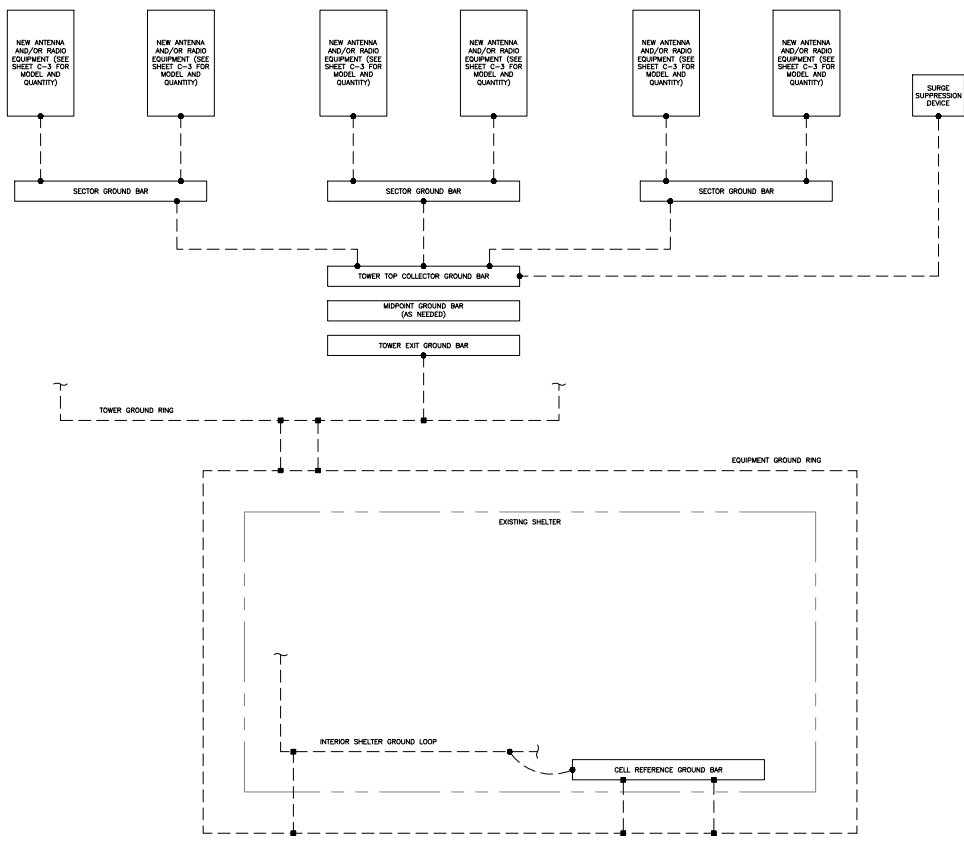 NEW ANTENNA
AND/OR RADIO
EQUIPMENT (SEE
SHEET C-3 FOR
MODEL AND
QUANTITY)
NEW ANTENNA
AND/OR RADIO
EQUIPMENT (SEE
SHEET C-3 FOR
MODEL AND
QUANTITY)
NEW ANTENNA
AND/OR RADIO
EQUIPMENT (SEE
SHEET C-3 FOR
MODEL AND
QUANTITY)
NEW ANTENNA
AND/OR RADIO
EQUIPMENT (SEE
SHEET C-3 FOR
MODEL AND
QUANTITY)
NEW ANTENNA
AND/OR RADIO
EQUIPMENT (SEE
SHEET C-3 FOR
MODEL AND
QUANTITY)
NEW ANTENNA
AND/OR RADIO
EQUIPMENT (SEE
SHEET C-3 FOR
MODEL AND
QUANTITY)
SURGE
SUPPRESSION
DEVICE
SECTOR GROUND BAR
SECTOR GROUND BAR
SECTOR GROUND BAR
TOWER TOP COLLECTOR GROUND BAR
MIDPOINT GROUND BAR
(AS NEEDED)
TOWER EXIT GROUND BAR
TOWER GROUND RING
EQUIPMENT GROUND RING
EXISTING SHELTER
INTERIOR SHELTER GROUND LOOP
CELL REFERENCE GROUND BAR